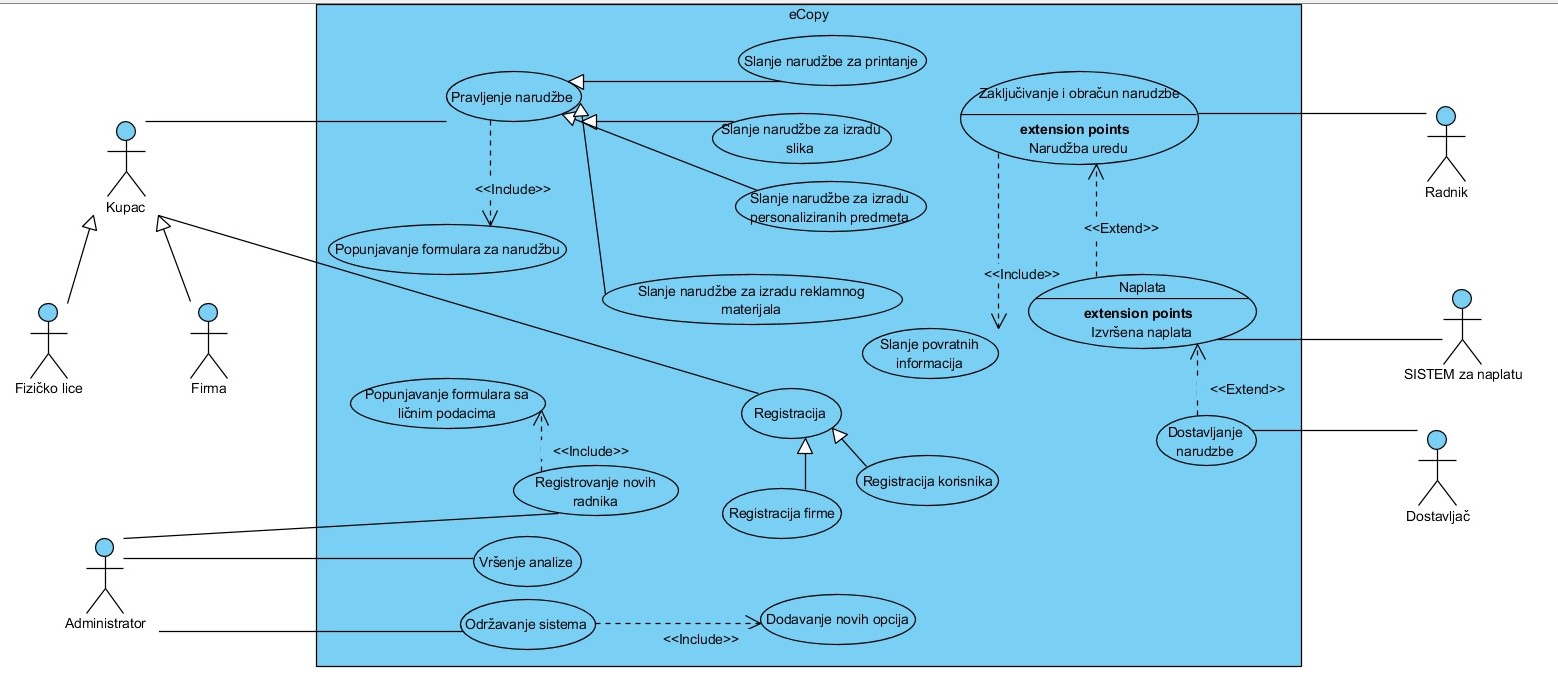 eCopy
Slanje narudžbe za printanje
Pravljenje narudžbe
Zaključivanje i obračun narudzbe
extension points
Narudžba uredu
Slanje narudžbe za izradu
slika
<<Include>>
Slanje narudžbe za izradu
personaliziranih predmeta
Kupac
Radnik
<<Extend>>
Popunjavanje formulara za narudžbu
<<Include>>
Slanje narudžbe za izradu reklamnog
materijala
Naplata
extension points
Izvršena naplata
Slanje povratnih
informacija
SISTEM za naplatu
Fizičko lice
Firma
<<Extend>>
Popunjavanje formulara sa
ličnim podacima
Registracija
Dostavljanje
narudzbe
<<Include>>
Registrovanje novih
radnika
Registracija korisnika
Registracija firme
Dostavljač
Vršenje analize
Administrator
Održavanje sistema
<<Include>>
Dodavanje novih opcija